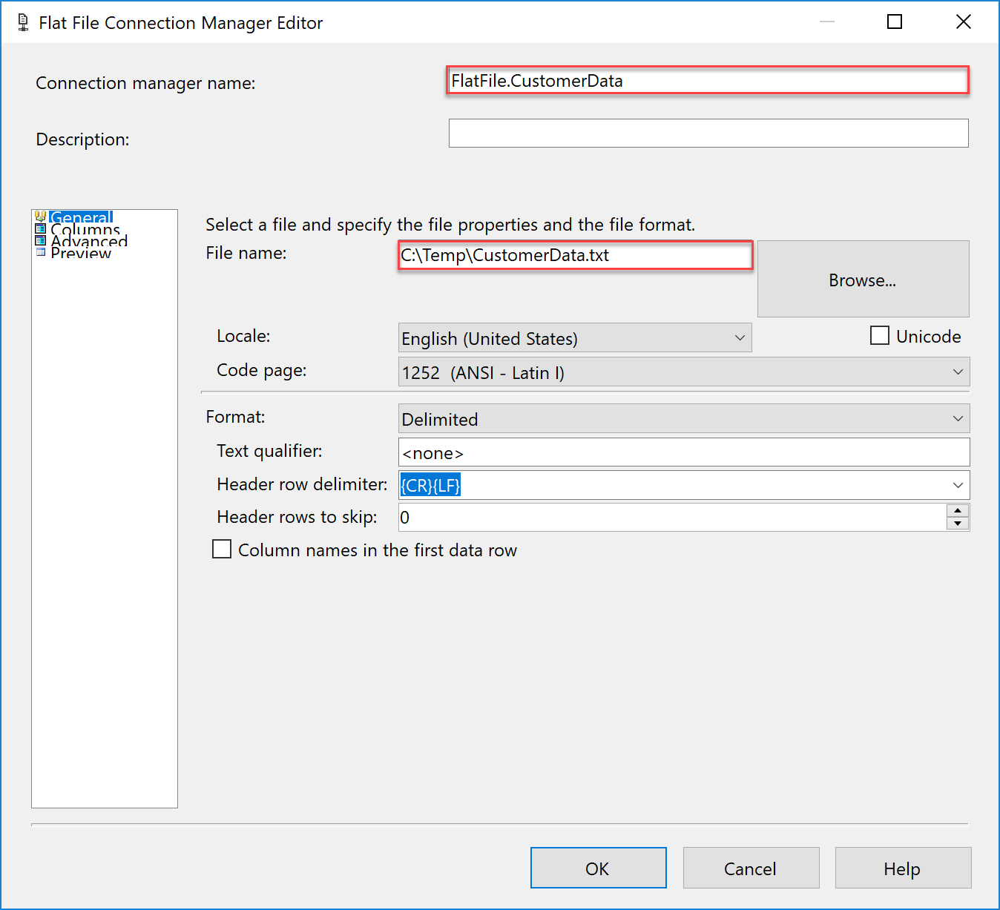 Flat File Connection Manager Editor
Connection manager name:
FlatFile.CustomerData
Description:
General
Columns
Advanced
Preview
Select a file and specify the file properties and the file format.
File name:
C:\Temp\CustomerData.txt
Browse...
Locale:
English (United States)
Unicode
Code page:
1252  (ANSI - Latin I)
Format:
Delimited
Text qualifier:
<none>
Header row delimiter:
{CR}{LF}
Header rows to skip:
0
Column names in the first data row
OK
Cancel
Help